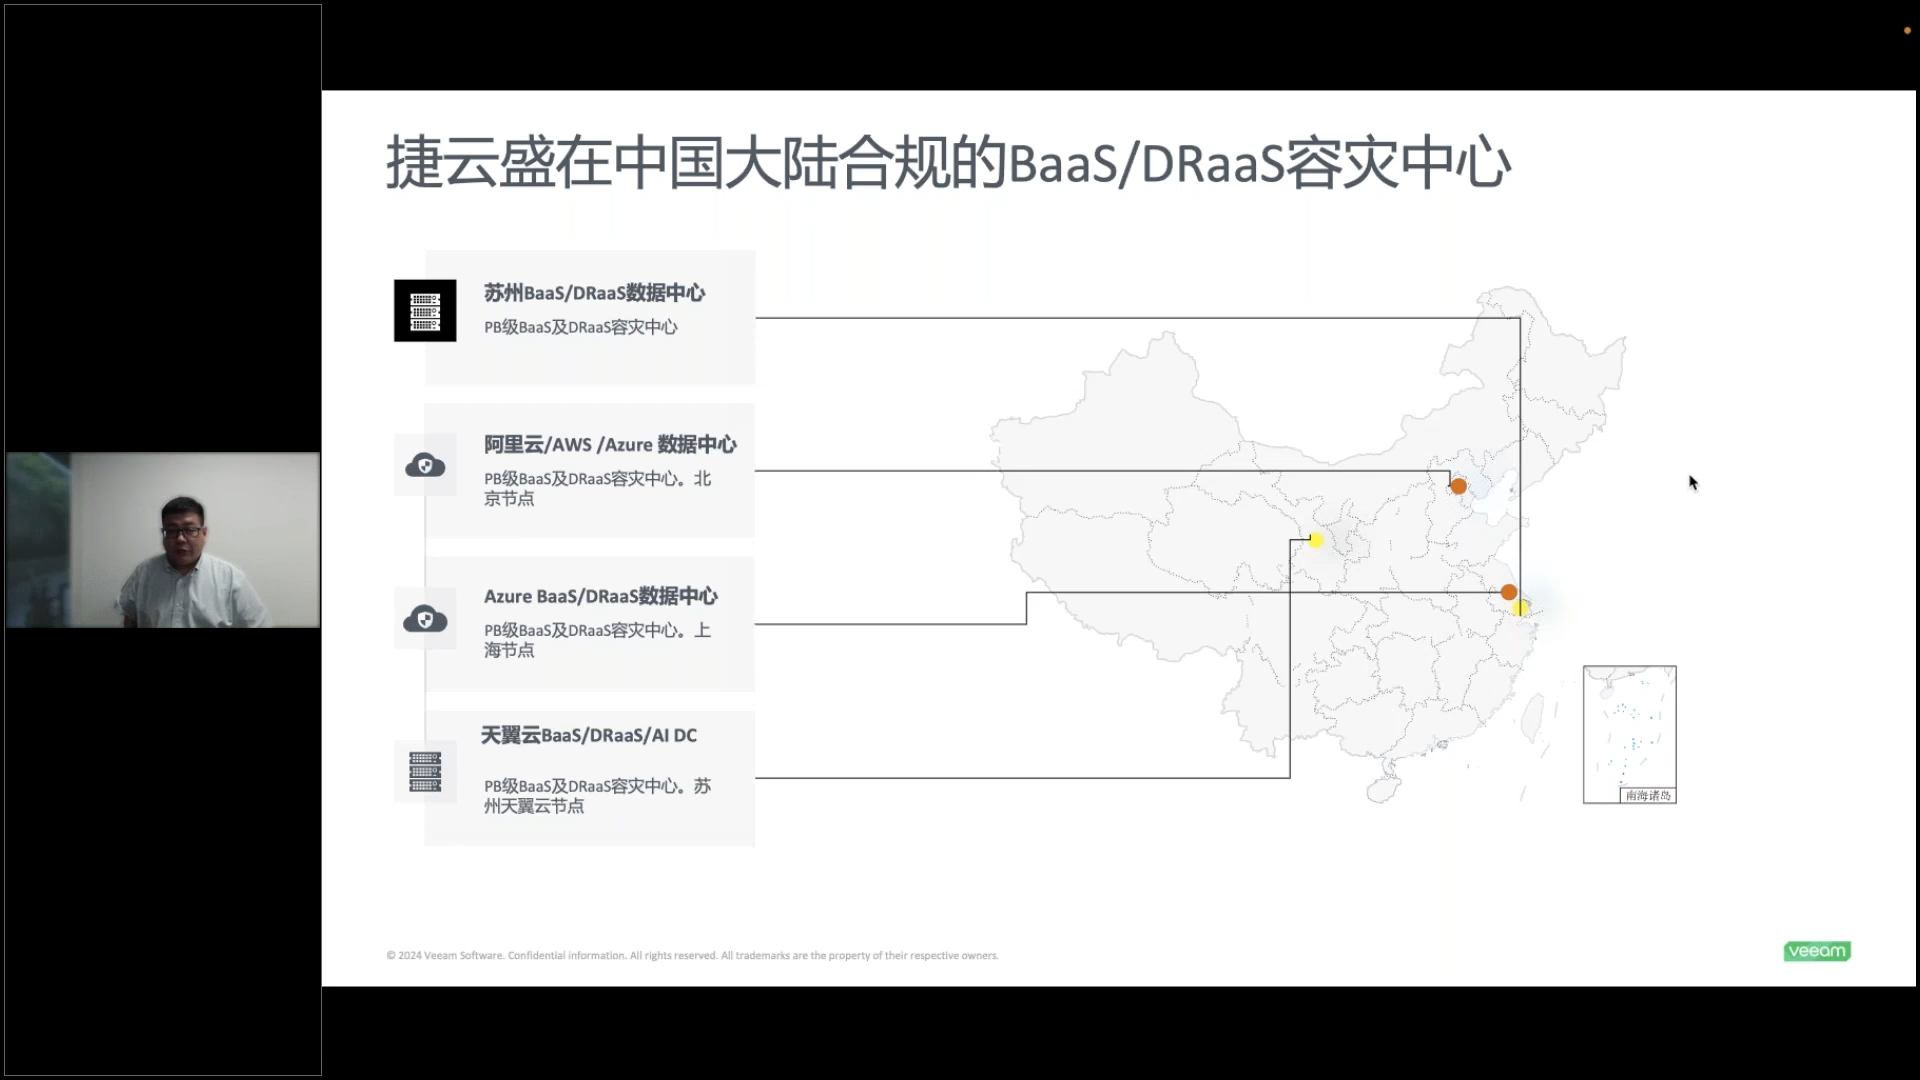 捷云盛在中国大陆合规的BaaS/DRaaS容灾中心
苏州BaaS/DRaaS数据中心
PB级BaaS及DRaaS容灾中心
阿里云/AWS /Azure 数据中心
PB级BaaS及DRaaS容灾中心。北
京节点
Azure BaaS/DRaaS数据中心
PB级BaaS及DRaaS容灾中心。上
海节点
天翼云BaaS/DRaaS/AI DC
PB级BaaS及DRaaS容灾中心。苏
州天翼云节点
南海诸岛
© 2024 Veeam Software. Confidential information. All rights reserved. All trademarks are the property of their respective owners.
veeam